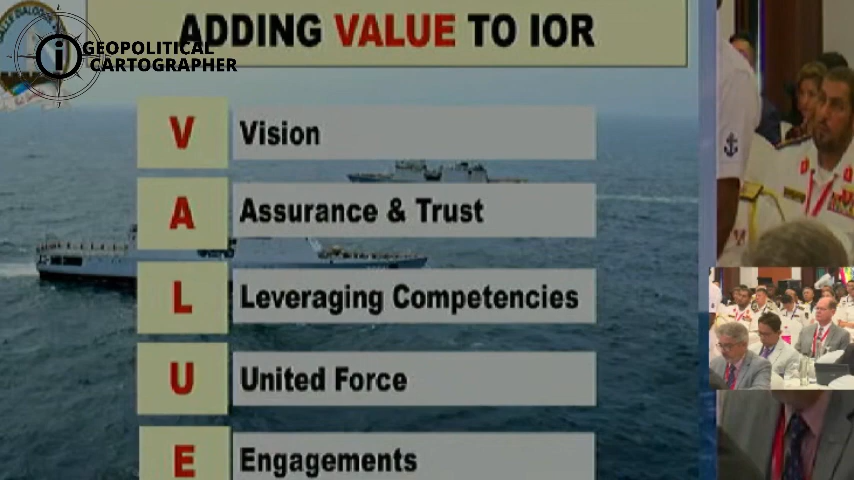 ADDING VALUE TO IOR
GEOPOLITICAL
CARTOGRAPHER
V Vision
A Assurance & Trust
L Leveraging Competencies
U United Force
E Engagements